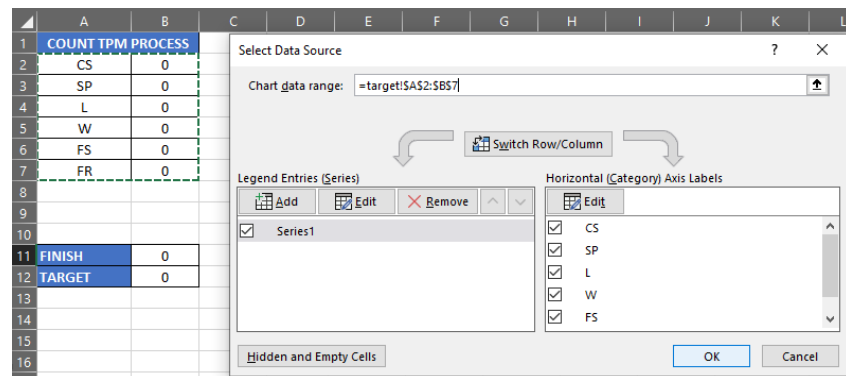 A B C D E F G H I J K L
1 COUNT TPM PROCESS
2 CS 0
3 SP 0
4 L 0
5 W 0
6 FS 0
7 FR 0
8
9
10
11 FINISH 0
12 TARGET 0
13
14
15
16
Select Data Source ? ×
Chart data range: =target!$A$2:$B$7
Switch Row/Column
Legend Entries (Series)
Add Edit Remove
Series1
Horizontal (Category) Axis Labels
Edit
CS
SP
L
W
FS
Hidden and Empty Cells
OK Cancel